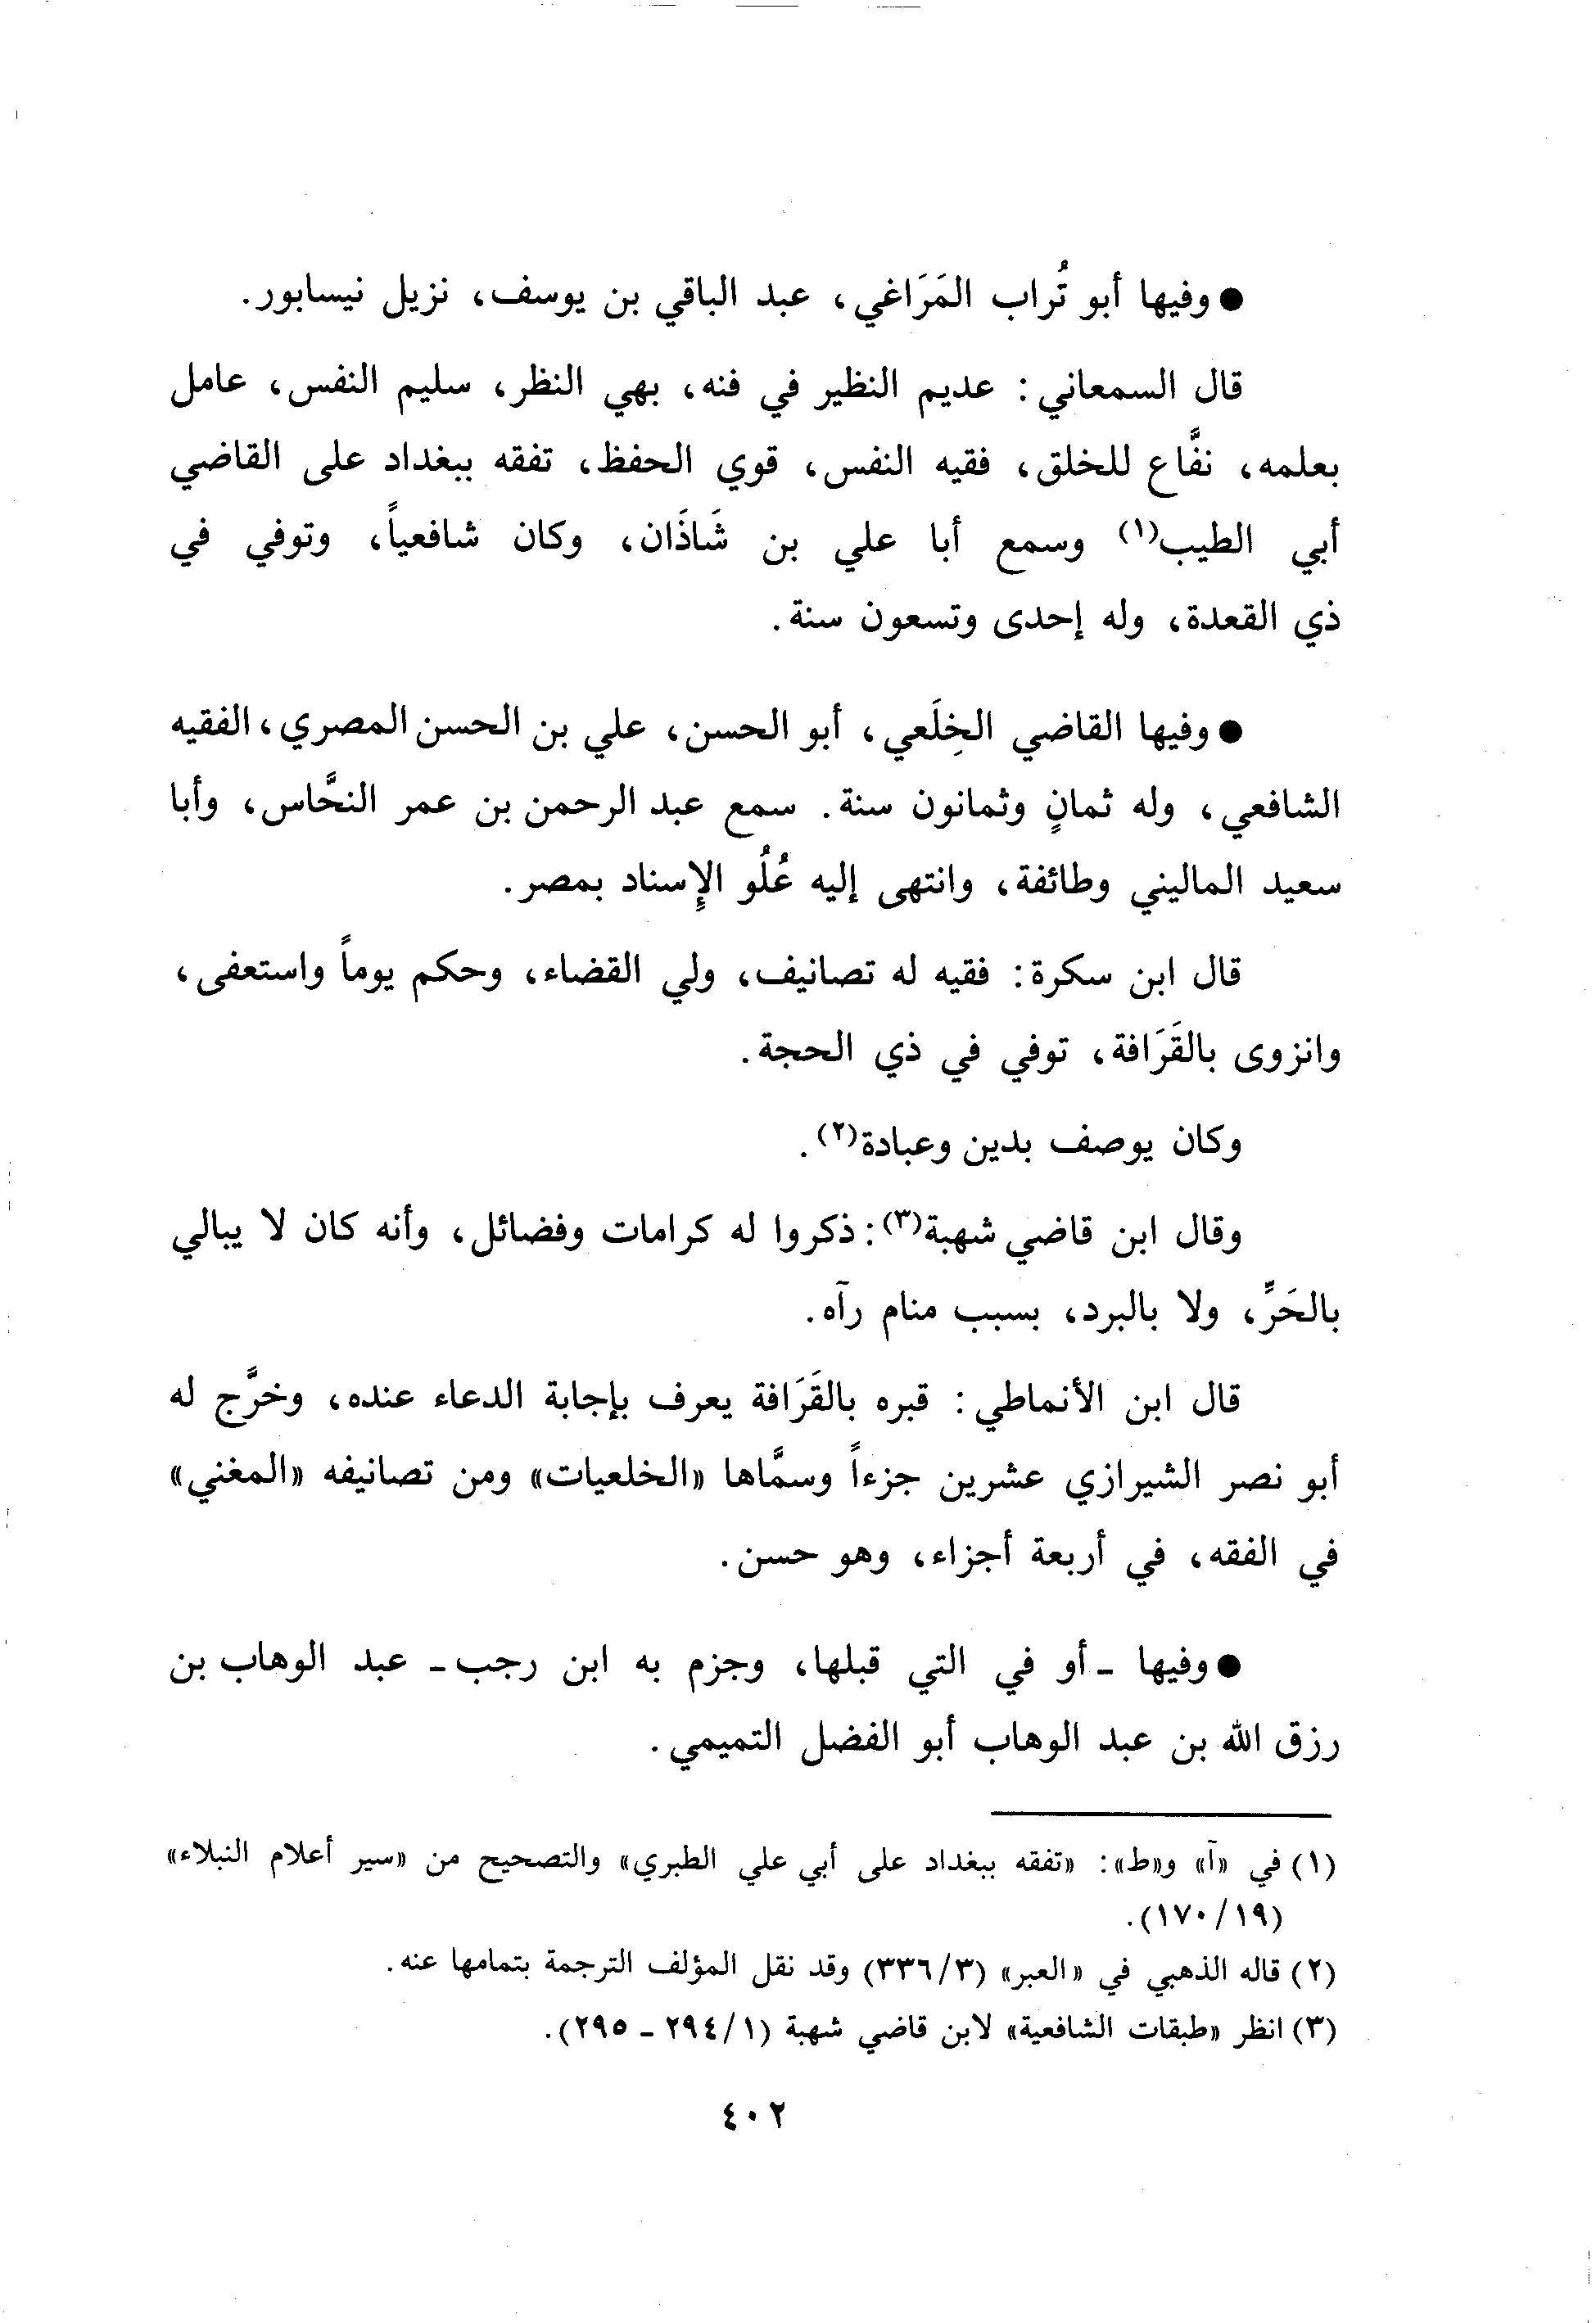 ● وفيها أبو تُراب المَرَاغي، عبد الباقي بن يوسف، نزيل نيسابور.
قال السمعاني: عديم النظير في فنه، بهي النظر، سليم النفس، عامل
بعلمه، نفَّاع للخلق، فقيه النفس، قوي الحفظ، تفقه ببغداد على القاضي
أبي الطيب(١) وسمع أبا علي بن شَاذَان، وكان شافعياً، وتوفي في
ذي القعدة، وله إحدى وتسعون سنة.
● وفيها القاضي الخِلَعي، أبو الحسن، علي بن الحسن المصري، الفقيه
الشافعي، وله ثمانٍ وثمانون سنة. سمع عبد الرحمن بن عمر النحَّاس، وأبا
سعيد الماليني وطائفة، وانتهى إليه عُلُو الإِسناد بمصر.
قال ابن سكرة: فقيه له تصانيف، ولي القضاء، وحكم يوماً واستعفى،
وانزوى بالقَرَافة، توفي في ذي الحجة.
وكان يوصف بدين وعبادة(٢).
وقال ابن قاضي شهبة(٣): ذكروا له كرامات وفضائل، وأنه كان لا يبالي
بالحَرِّ، ولا بالبرد، بسبب منام رآه.
قال ابن الأنماطي: قبره بالقَرَافة يعرف بإجابة الدعاء عنده، وخرَّج له
أبو نصر الشيرازي عشرين جزءاً وسمَّاها «الخلعيات» ومن تصانيفه «المغني»
في الفقه، في أربعة أجزاء، وهو حسن.
● وفيها - أو في التي قبلها، وجزم به ابن رجب - عبد الوهاب بن
رزق الله بن عبد الوهاب أبو الفضل التميمي.
(١) في «آ» و«ط»: «تفقه ببغداد على أبي علي الطبري» والتصحيح من «سير أعلام النبلاء»
(١٩/١٧٠).
(٢) قاله الذهبي في «العبر» (٣/٣٣٦) وقد نقل المؤلف الترجمة بتمامها عنه.
(٣) انظر «طبقات الشافعية» لابن قاضي شهبة (١/٢٩٤ - ٢٩٥).
٤٠٢